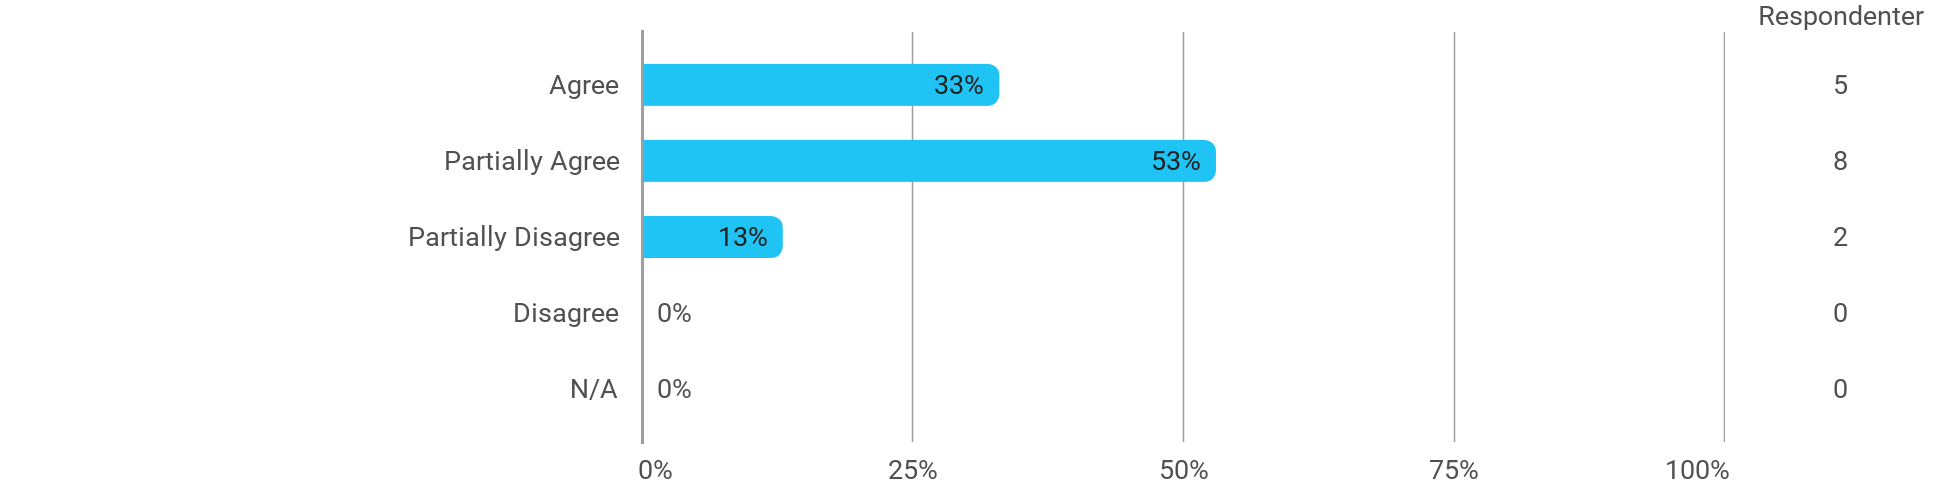 Respondenter
Agree 33% 5
Partially Agree 53% 8
Partially Disagree 13% 2
Disagree 0% 0
N/A 0% 0
0% 25% 50% 75% 100%